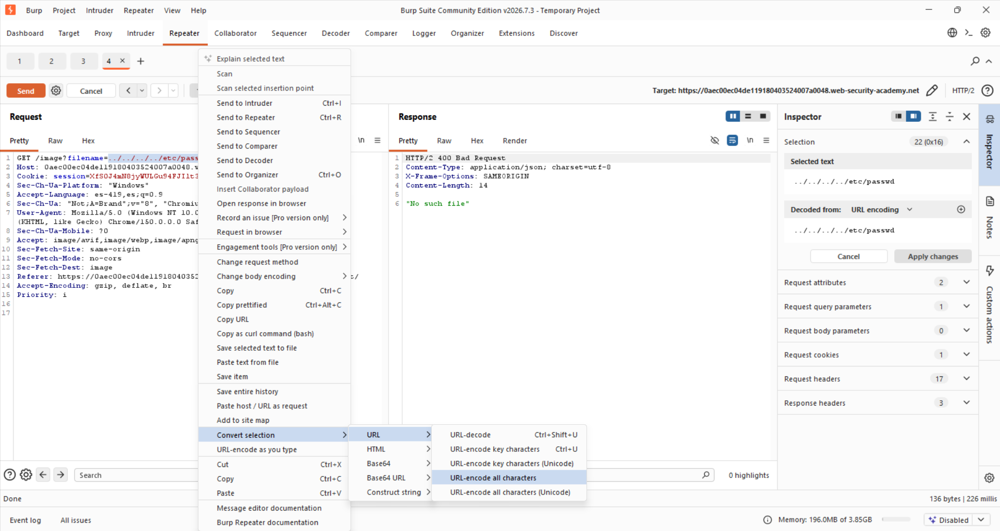 Burp Project Intruder Repeater View Help
Burp Suite Community Edition v2026.7.3 - Temporary Project
Dashboard Target Proxy Intruder Repeater Collaborator Sequencer Decoder Comparer Logger Organizer Extensions Discover
1 2 3 4
Send Cancel
Target: https://0aec00ec04de119180403524007a0048.web-security-academy.net HTTP/2
Request
Pretty Raw Hex \n
1 GET /image?filename=../../../../etc/pass
2 Host: 0aec00ec04de119180403524007a0048.w
3 Cookie: session=XfSOJ4mN8jyWULGu94FJIlt3
4 Sec-Ch-Ua-Platform: "Windows"
5 Accept-Language: es-419,es;q=0.9
6 Sec-Ch-Ua: "Not;A=Brand";v="8", "Chromiu
7 User-Agent: Mozilla/5.0 (Windows NT 10.0
(KHTML, like Gecko) Chrome/150.0.0.0 Saf
8 Sec-Ch-Ua-Mobile: ?0
9 Accept: image/avif,image/webp,image/apng
10 Sec-Fetch-Site: same-origin
11 Sec-Fetch-Mode: no-cors
12 Sec-Fetch-Dest: image
13 Referer: https://0aec00ec04de11918040352
14 Accept-Encoding: gzip, deflate, br
15 Priority: i
16
17
Explain selected text
Scan
Scan selected insertion point
Send to Intruder Ctrl+I
Send to Repeater Ctrl+R
Send to Sequencer
Send to Comparer
Send to Decoder
Send to Organizer Ctrl+O
Insert Collaborator payload
Open response in browser
Record an issue [Pro version only]
Request in browser
Engagement tools [Pro version only]
Change request method
Change body encoding
Copy Ctrl+C
Copy prettified Ctrl+Alt+C
Copy URL
Copy as curl command (bash)
Save selected text to file
Paste text from file
Save item
Save entire history
Paste host / URL as request
Add to site map
Convert selection
URL-encode as you type
Cut Ctrl+X
Copy Ctrl+C
Paste Ctrl+V
Message editor documentation
Burp Repeater documentation
URL
HTML
Base64
Base64 URL
Construct string
URL-decode Ctrl+Shift+U
URL-encode key characters Ctrl+U
URL-encode key characters (Unicode)
URL-encode all characters
URL-encode all characters (Unicode)
Response
Pretty Raw Hex Render \n
1 HTTP/2 400 Bad Request
2 Content-Type: application/json; charset=utf-8
3 X-Frame-Options: SAMEORIGIN
4 Content-Length: 14
5
6 "No such file"
Inspector
Selection 22 (0x16)
Selected text
../../../../etc/passwd
Decoded from: URL encoding
../../../../etc/passwd
Cancel Apply changes
Request attributes 2
Request query parameters 1
Request body parameters 0
Request cookies 1
Request headers 17
Response headers 3
Inspector
Notes
Custom actions
Search
0 highlights
Done
136 bytes | 226 millis
Event log All issues
Memory: 196.0MB of 3.85GB
Disabled